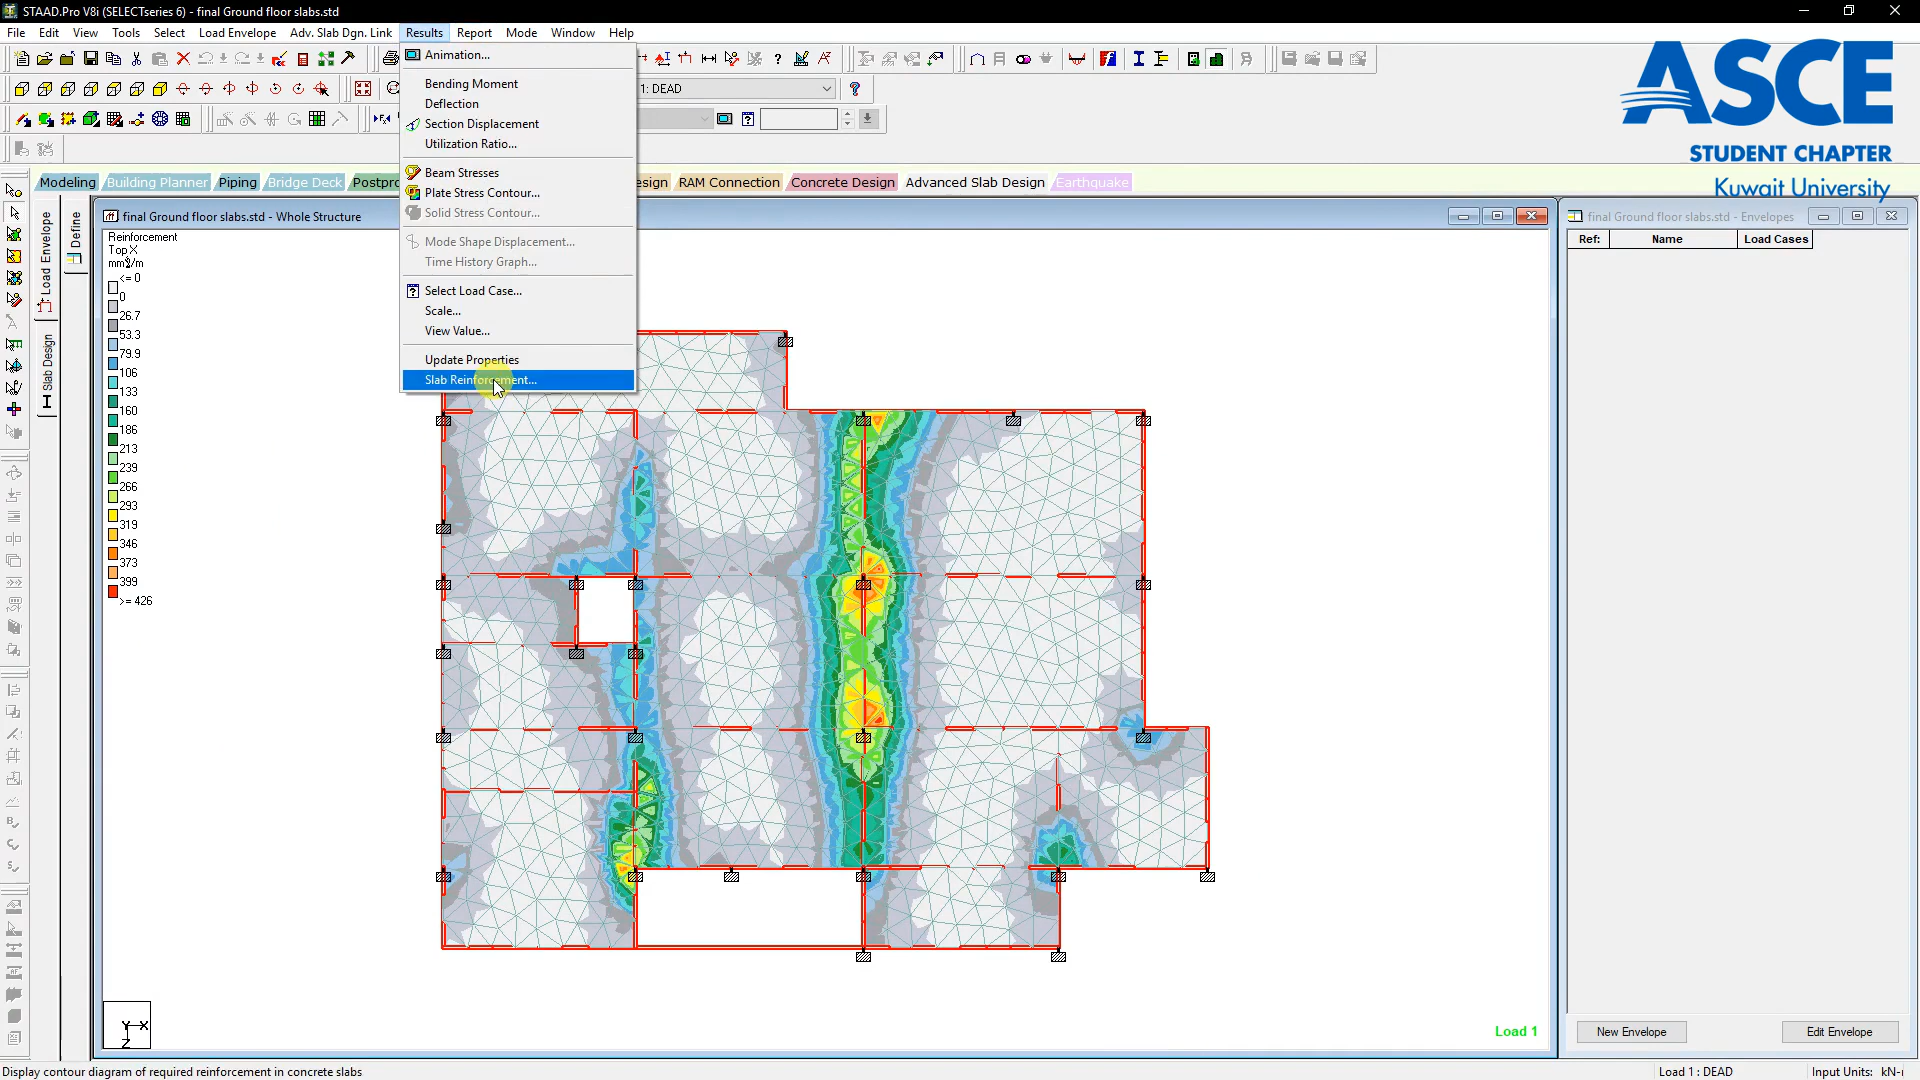 STAAD.Pro V8i (SELECTseries 6) - final Ground floor slabs.std
File Edit View Tools Select Load Envelope Adv. Slab Dgn. Link Results Report Mode Window Help
Animation...
Bending Moment
Deflection
Section Displacement
Utilization Ratio...
Beam Stresses
Plate Stress Contour...
Solid Stress Contour...
Mode Shape Displacement...
Time History Graph...
Select Load Case...
Scale...
View Value...
Update Properties
Slab Reinforcement...
1: DEAD
ASCE
STUDENT CHAPTER
Kuwait University
Modeling Building Planner Piping Bridge Deck Postpro esign RAM Connection Concrete Design Advanced Slab Design Earthquake
Load Envelope
Slab Design
Define
final Ground floor slabs.std - Whole Structure
Reinforcement
Top X
<= 0
0
26.7
53.3
79.9
106
133
160
186
213
239
266
293
319
346
373
399
>= 426
Y X
Z
Load 1
final Ground floor slabs.std - Envelopes
Ref: Name Load Cases
New Envelope Edit Envelope
Display contour diagram of required reinforcement in concrete slabs
Load 1 : DEAD
Input Units: kN-